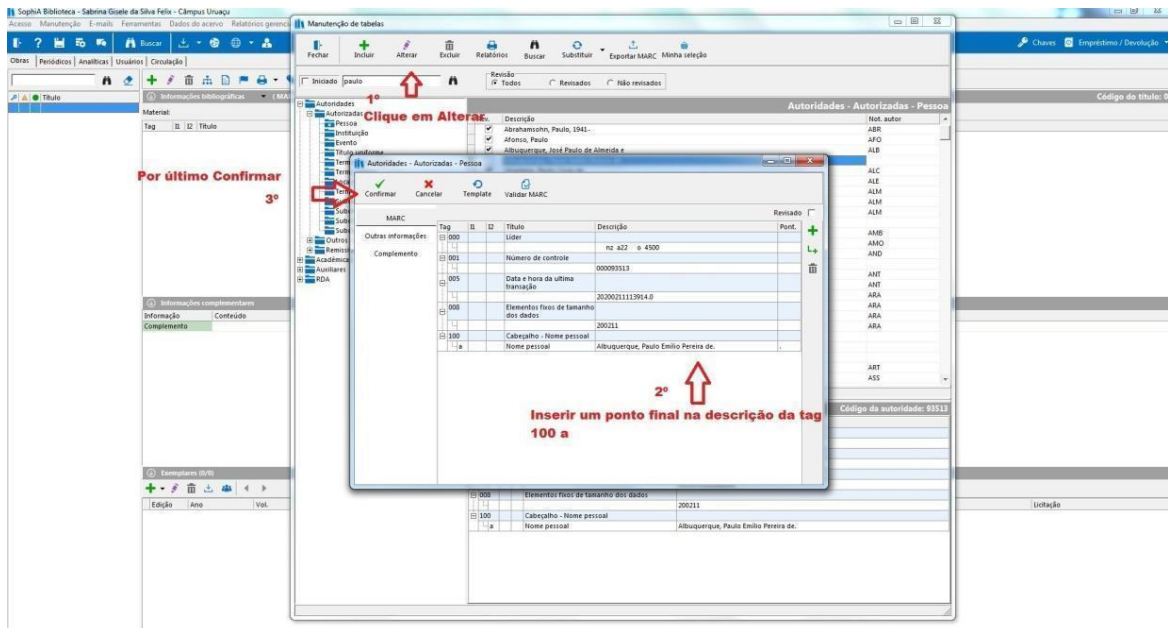 SophiA Biblioteca - Sabrina Gisele da Silva Felix - Câmpus Uruaçu
Acesso Manutenção E-mails Ferramentas Dados do acervo Relatórios gerenci
Buscar
Chaves Empréstimo / Devolução
Obras Periódicos Analíticas Usuários Circulação
Título
Informações bibliográficas
Código do título: 0
Material:
Tag I1 I2 Título
Informações complementares
Informação Conteúdo
Complemento
Exemplares (0/0)
Edição Ano Vol.
Licitação
Manutenção de tabelas
Fechar Incluir Alterar Excluir Relatórios Buscar Substituir Exportar MARC Minha seleção
Iniciado paulo
Revisão
Todos Revisados Não revisados
1º
Clique em Alterar
Autoridades
Autorizadas
Pessoa
Instituição
Evento
Título uniforme
Outros
Acadêmica
Auxiliares
RDA
Autoridades - Autorizadas - Pessoa
Descrição Not. autor
Abrahamsohn, Paulo, 1941- ABR
Afonso, Paulo AFO
Albuquerque, José Paulo de Almeida e ALB
ALC
ALE
ALM
ALM
ALM
AMB
AMO
AND
ANT
ANT
ARA
ARA
ARA
ARA
ART
ASS
Código da autoridade: 93513
Autoridades - Autorizadas - Pessoa
Confirmar Cancelar Template Validar MARC
Por último Confirmar
3º
MARC
Outras informações
Complemento
Revisado
Tag I1 I2 Título Descrição Pont.
000 Líder
nz a22 o 4500
001 Número de controle
000093513
005 Data e hora da ultima transação
20200211113914.0
008 Elementos fixos de tamanho dos dados
200211
100 Cabeçalho - Nome pessoal
a Nome pessoal Albuquerque, Paulo Emílio Pereira de. .
2º
Inserir um ponto final na descrição da tag
100 a
008 Elementos fixos de tamanho dos dados
200211
100 Cabeçalho - Nome pessoal
a Nome pessoal Albuquerque, Paulo Emílio Pereira de.